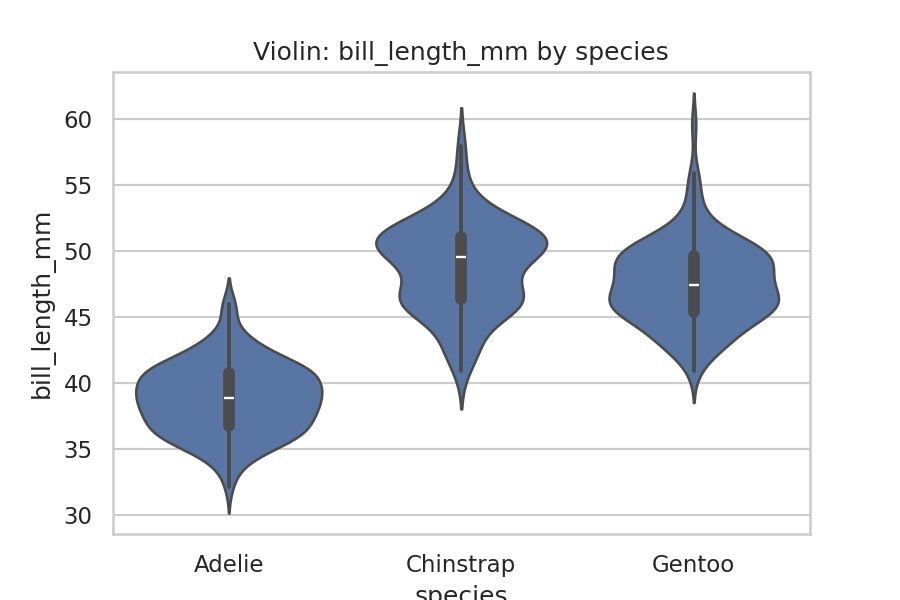 Violin: bill_length_mm by species
60
55
50
45
40
35
30
bill_length_mm
Adelie
Chinstrap
Gentoo
species